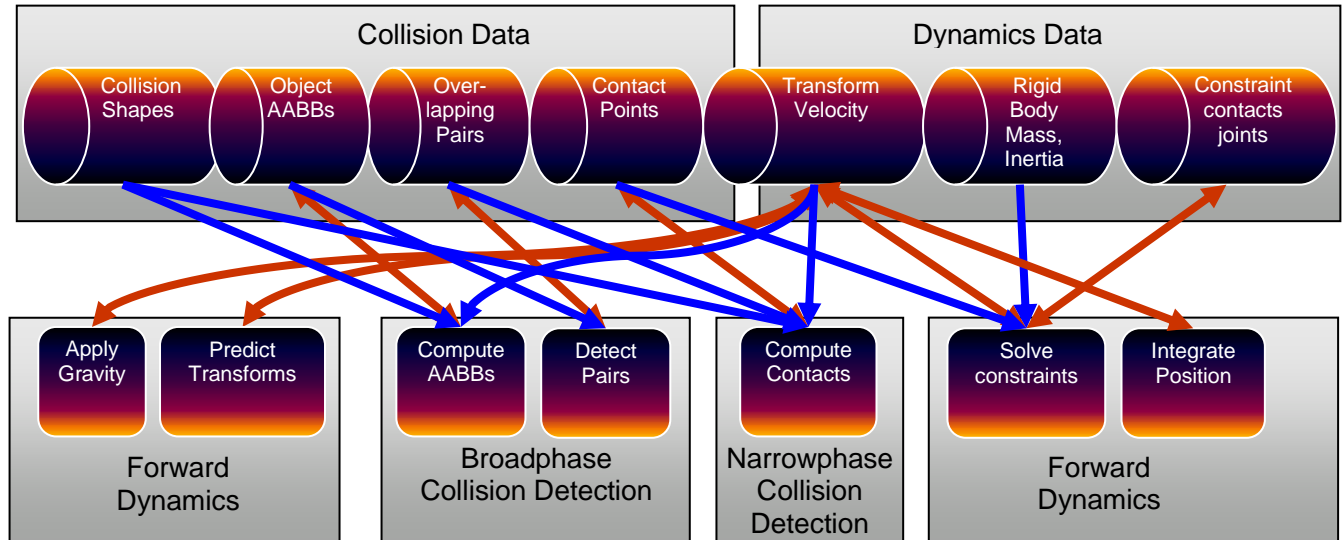 Collision Data
Dynamics Data
Collision
Shapes
Object
AABBs
Over-
lapping
Pairs
Contact
Points
Transform
Velocity
Rigid
Body
Mass,
Inertia
Constraint
contacts
joints
Apply
Gravity
Predict
Transforms
Compute
AABBs
Detect
Pairs
Compute
Contacts
Solve
constraints
Integrate
Position
Forward
Dynamics
Broadphase
Collision Detection
Narrowphase
Collision
Detection
Forward
Dynamics